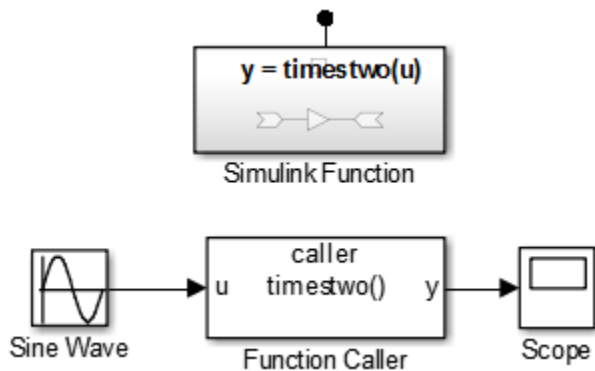 y = timestwo(u)
Simulink Function
caller
u timestwo() y
Sine Wave
Function Caller
Scope